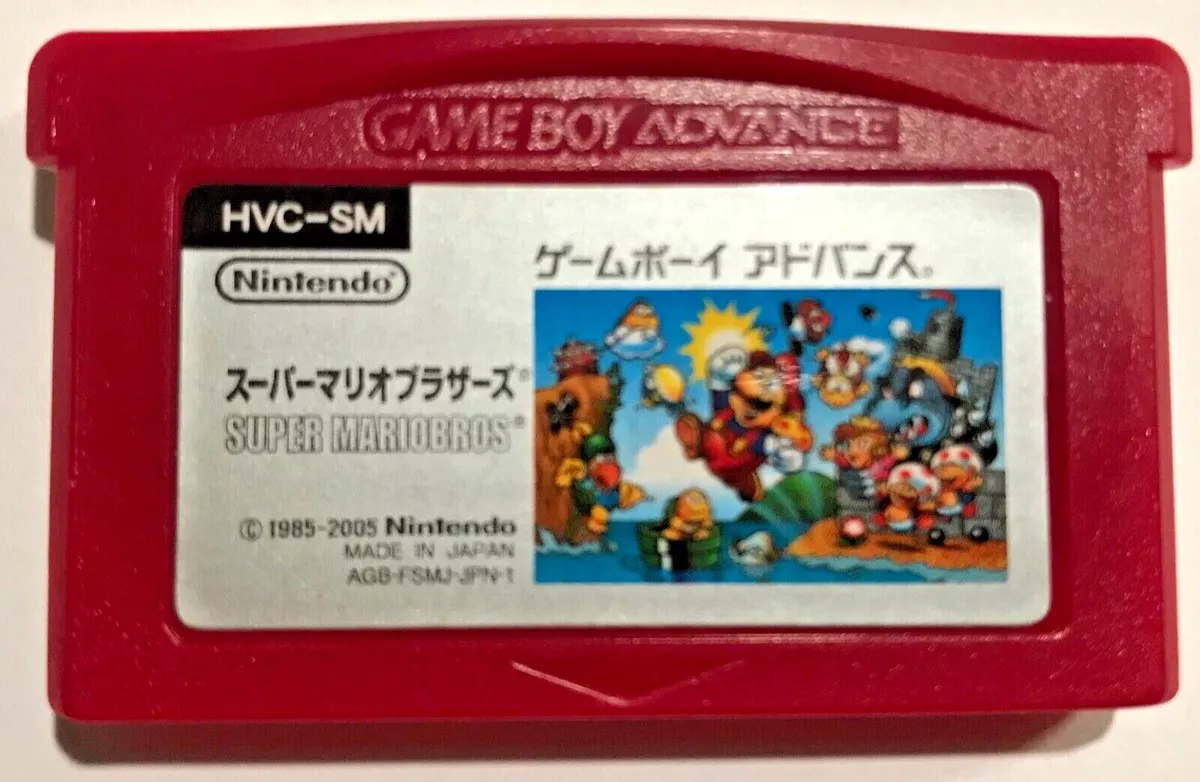 GAME BOY ADVANCE
HVC-SM
Nintendo®
ゲームボーイ アドバンス®
スーパーマリオブラザーズ®
SUPER MARIOBROS®
© 1985-2005 Nintendo
MADE IN JAPAN
AGB-FSMJ-JPN-1